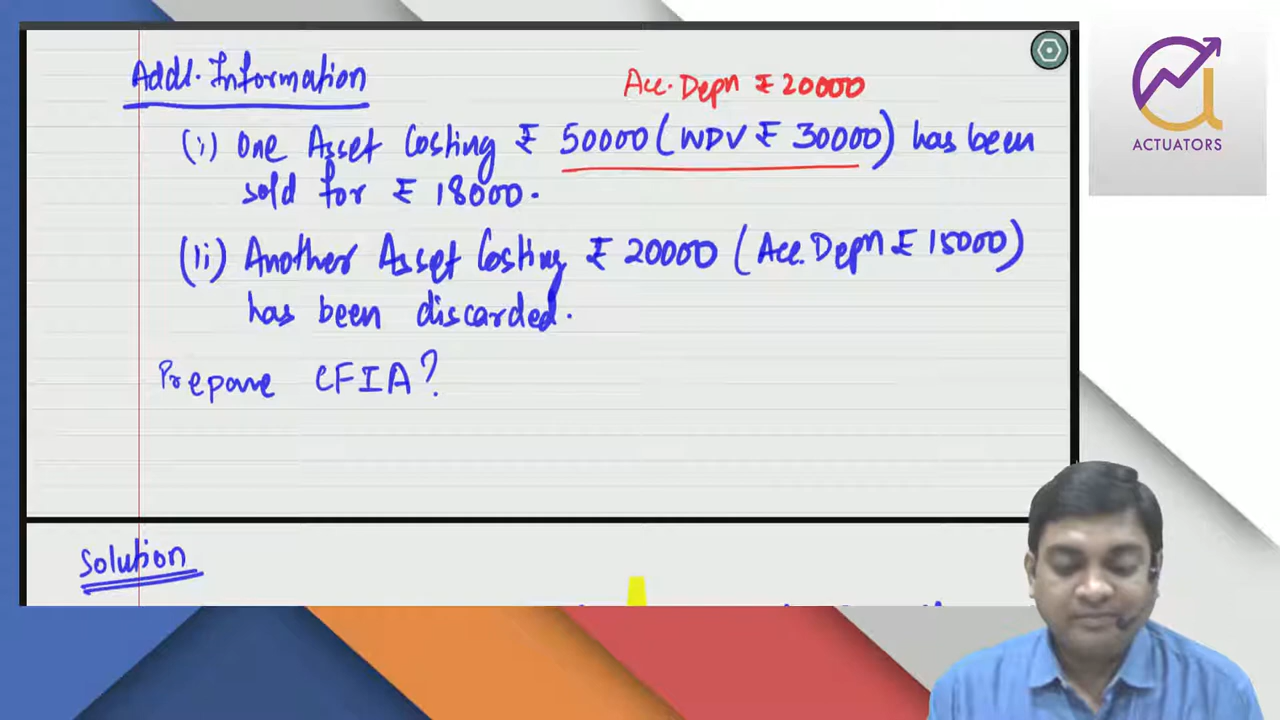 Addl. Information
Acc. Depn ₹ 20000
(i) One Asset Costing ₹ 50000 (WDV ₹ 30000) has been
sold for ₹ 18000.
(ii) Another Asset Costing ₹ 20000 (Acc. Depn ₹ 15000)
has been discarded.
Prepare CFIA?
Solution
ACTUATORS